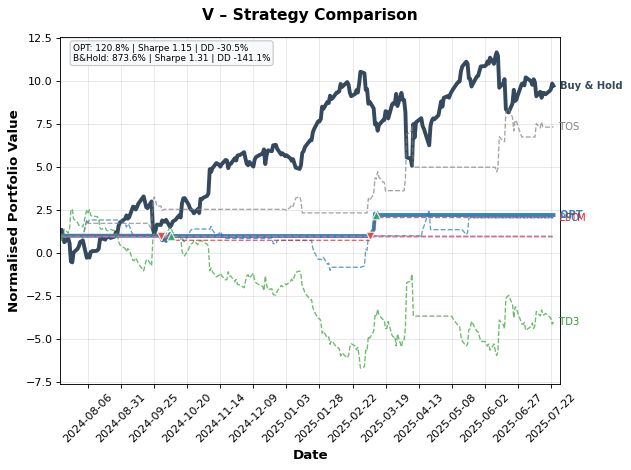 V – Strategy Comparison
OPT: 120.8% | Sharpe 1.15 | DD -30.5%
B&Hold: 873.6% | Sharpe 1.31 | DD -141.1%
Normalised Portfolio Value
12.5
10.0
7.5
5.0
2.5
0.0
−2.5
−5.0
−7.5
Buy & Hold
TOS
OPT
TD3
2024-08-06
2024-08-31
2024-09-25
2024-10-20
2024-11-14
2024-12-09
2025-01-03
2025-01-28
2025-02-22
2025-03-19
2025-04-13
2025-05-08
2025-06-02
2025-06-27
2025-07-22
Date